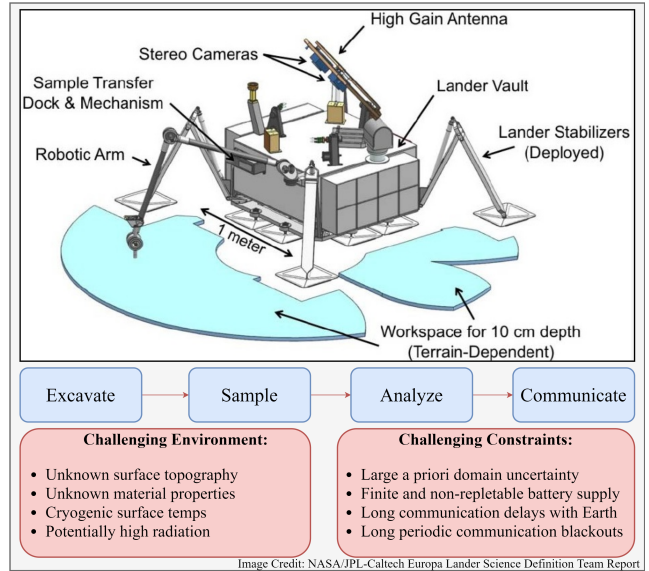 High Gain Antenna
Stereo Cameras
Sample Transfer
Dock & Mechanism
Lander Vault
Robotic Arm
Lander Stabilizers
(Deployed)
1 meter
Workspace for 10 cm depth
(Terrain-Dependent)
Excavate
Sample
Analyze
Communicate
Challenging Environment:
• Unknown surface topography
• Unknown material properties
• Cryogenic surface temps
• Potentially high radiation
Challenging Constraints:
• Large a priori domain uncertainty
• Finite and non-repletable battery supply
• Long communication delays with Earth
• Long periodic communication blackouts
Image Credit: NASA/JPL-Caltech Europa Lander Science Definition Team Report